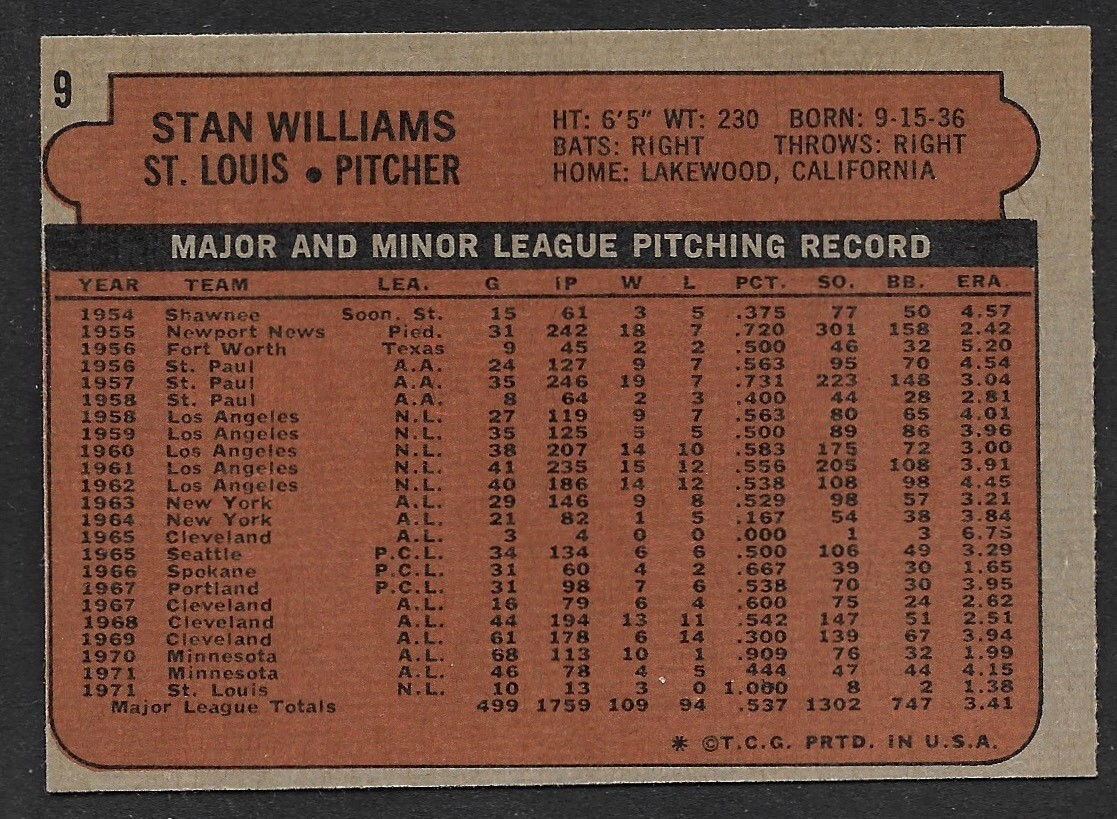 9
STAN WILLIAMS
ST. LOUIS • PITCHER
HT: 6'5" WT: 230 BORN: 9-15-36
BATS: RIGHT THROWS: RIGHT
HOME: LAKEWOOD, CALIFORNIA
MAJOR AND MINOR LEAGUE PITCHING RECORD
YEAR TEAM LEA. G IP W L PCT. SO. BB. ERA
1954 Shawnee Soon. St. 15 61 3 5 .375 77 50 4.57
1955 Newport News Pied. 31 242 18 7 .720 301 158 2.42
1956 Fort Worth Texas 9 45 2 2 .500 46 32 5.20
1956 St. Paul A.A. 24 127 9 7 .563 95 70 4.54
1957 St. Paul A.A. 35 246 19 7 .731 223 148 3.04
1958 St. Paul A.A. 8 64 2 3 .400 44 28 2.81
1958 Los Angeles N.L. 27 119 9 7 .563 80 65 4.01
1959 Los Angeles N.L. 35 125 5 5 .500 89 86 3.96
1960 Los Angeles N.L. 38 207 14 10 .583 175 72 3.00
1961 Los Angeles N.L. 41 235 15 12 .556 205 108 3.91
1962 Los Angeles N.L. 40 186 14 12 .538 108 98 4.45
1963 New York A.L. 29 146 9 8 .529 98 57 3.21
1964 New York A.L. 21 82 1 5 .167 54 38 3.84
1965 Cleveland A.L. 3 4 0 0 .000 1 3 6.75
1965 Seattle P.C.L. 34 134 6 6 .500 106 49 3.29
1966 Spokane P.C.L. 31 60 4 2 .667 39 30 1.65
1967 Portland P.C.L. 31 98 7 6 .538 70 30 3.95
1967 Cleveland A.L. 16 79 6 4 .600 75 24 2.62
1968 Cleveland A.L. 44 194 13 11 .542 147 51 2.51
1969 Cleveland A.L. 61 178 6 14 .300 139 67 3.94
1970 Minnesota A.L. 68 113 10 1 .909 76 32 1.99
1971 Minnesota A.L. 46 78 4 5 .444 47 44 4.15
1971 St. Louis N.L. 10 13 3 0 1.000 8 2 1.38
Major League Totals 499 1759 109 94 .537 1302 747 3.41
* ©T.C.G. PRTD. IN U.S.A.